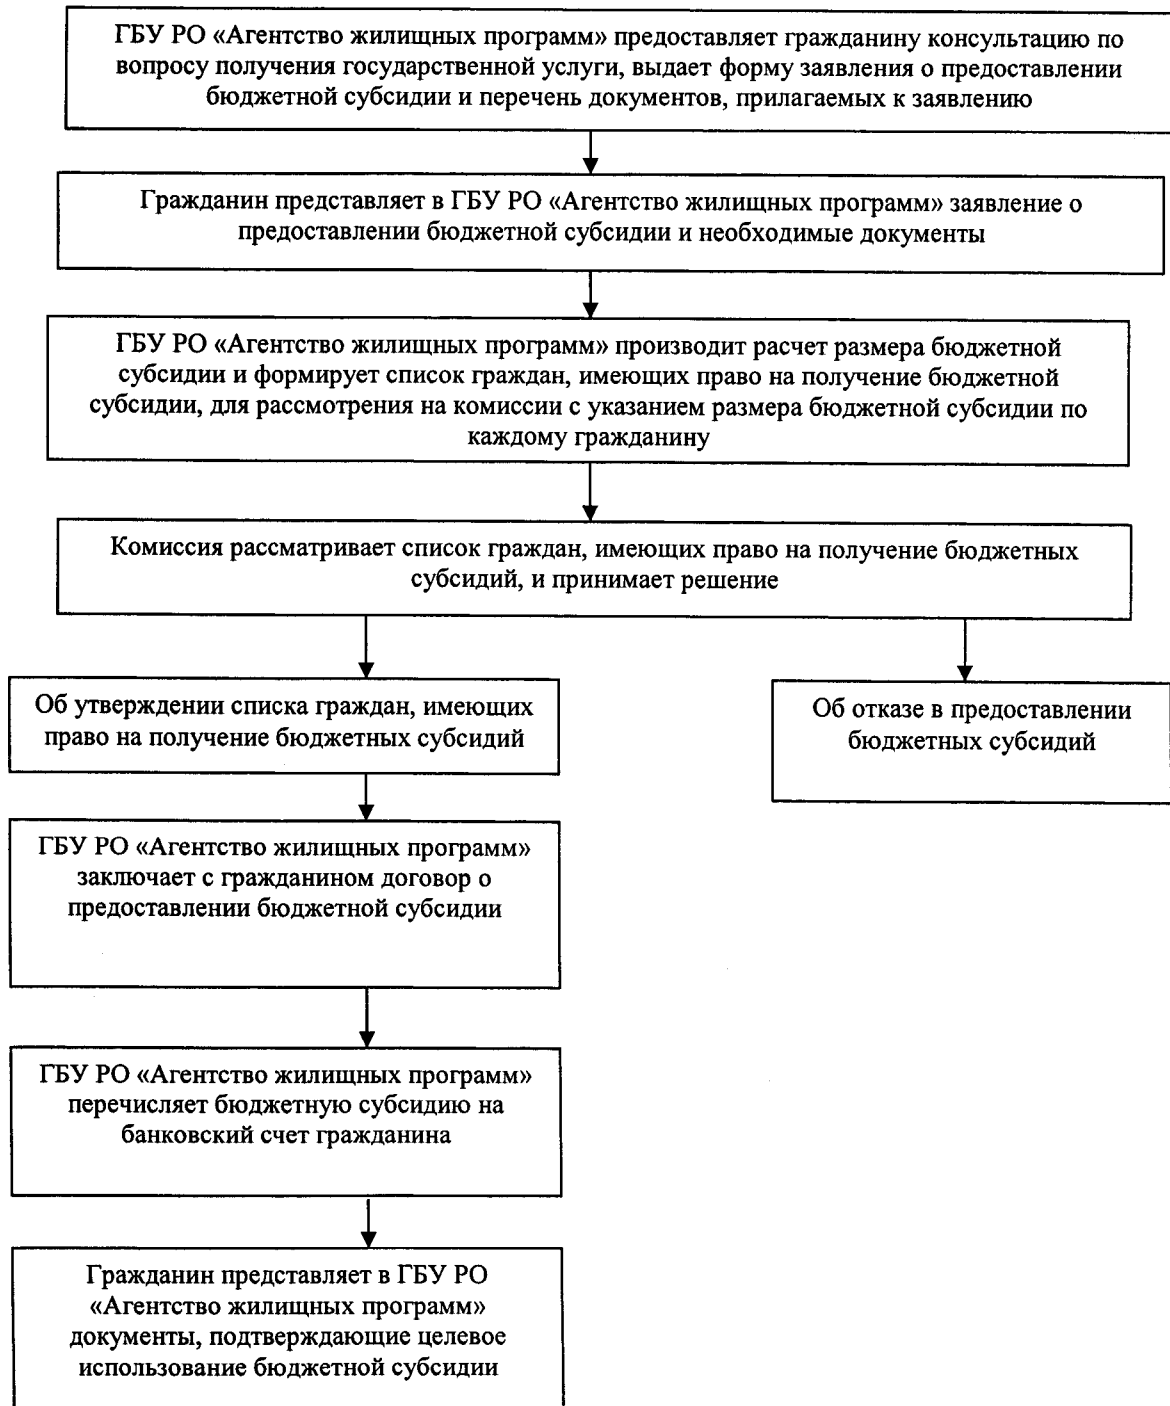 ГБУ РО «Агентство жилищных программ» предоставляет гражданину консультацию по
вопросу получения государственной услуги, выдает форму заявления о предоставлении
бюджетной субсидии и перечень документов, прилагаемых к заявлению
Гражданин представляет в ГБУ РО «Агентство жилищных программ» заявление о
предоставлении бюджетной субсидии и необходимые документы
ГБУ РО «Агентство жилищных программ» производит расчет размера бюджетной
субсидии и формирует список граждан, имеющих право на получение бюджетной
субсидии, для рассмотрения на комиссии с указанием размера бюджетной субсидии по
каждому гражданину
Комиссия рассматривает список граждан, имеющих право на получение бюджетных
субсидий, и принимает решение
Об утверждении списка граждан, имеющих
право на получение бюджетных субсидий
Об отказе в предоставлении
бюджетных субсидий
ГБУ РО «Агентство жилищных программ»
заключает с гражданином договор о
предоставлении бюджетной субсидии
ГБУ РО «Агентство жилищных программ»
перечисляет бюджетную субсидию на
банковский счет гражданина
Гражданин представляет в ГБУ РО
«Агентство жилищных программ»
документы, подтверждающие целевое
использование бюджетной субсидии